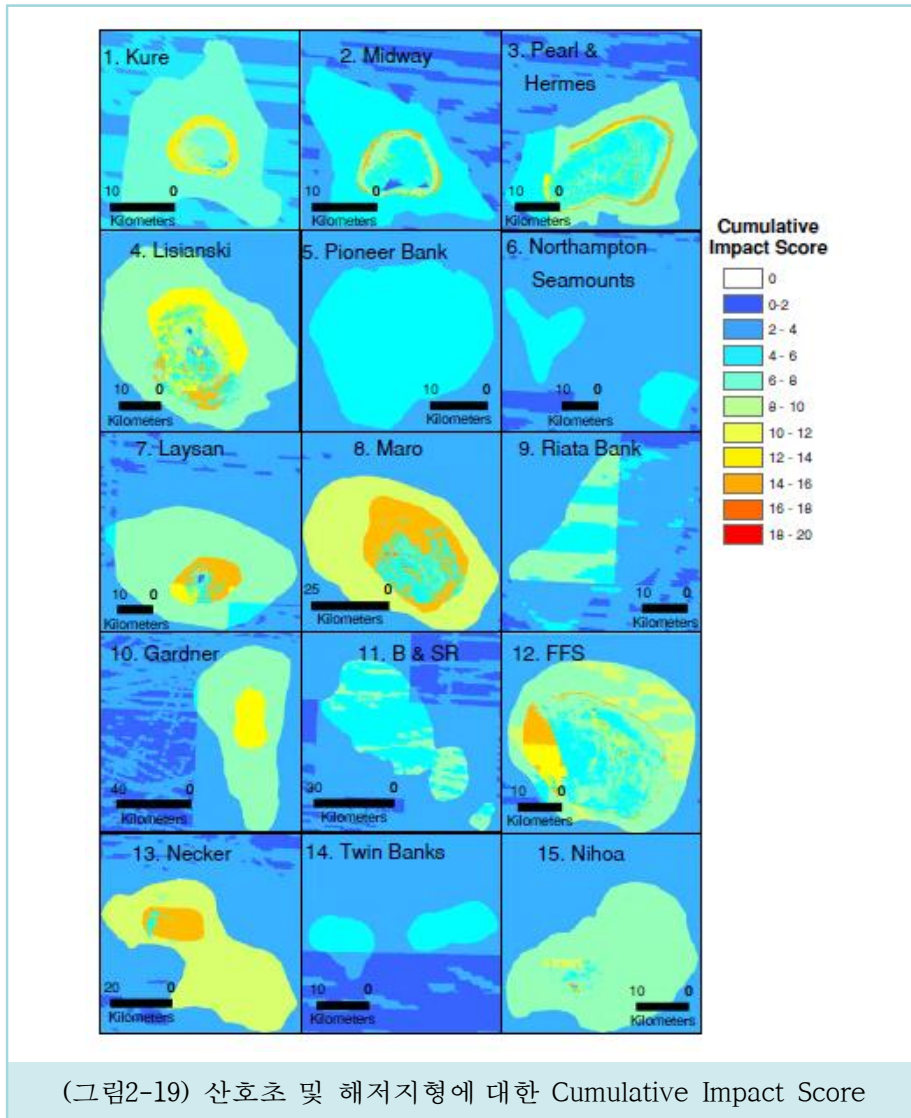 1. Kure
10 0
Kilometers
2. Midway
10 0
Kilometers
3. Pearl &
Hermes
10 0
Kilometers
4. Lisianski
10 0
Kilometers
5. Pioneer Bank
10 0
Kilometers
6. Northampton
Seamounts
10 0
Kilometers
7. Laysan
10 0
Kilometers
8. Maro
25 0
Kilometers
9. Riata Bank
10 0
Kilometers
10. Gardner
40 0
Kilometers
11. B & SR
30 0
Kilometers
12. FFS
10 0
Kilometers
13. Necker
20 0
Kilometers
14. Twin Banks
10 0
Kilometers
15. Nihoa
10 0
Kilometers
Cumulative
Impact Score
0
0-2
2 - 4
4 - 6
6 - 8
8 - 10
10 - 12
12 - 14
14 - 16
16 - 18
18 - 20
(그림2-19) 산호초 및 해저지형에 대한 Cumulative Impact Score